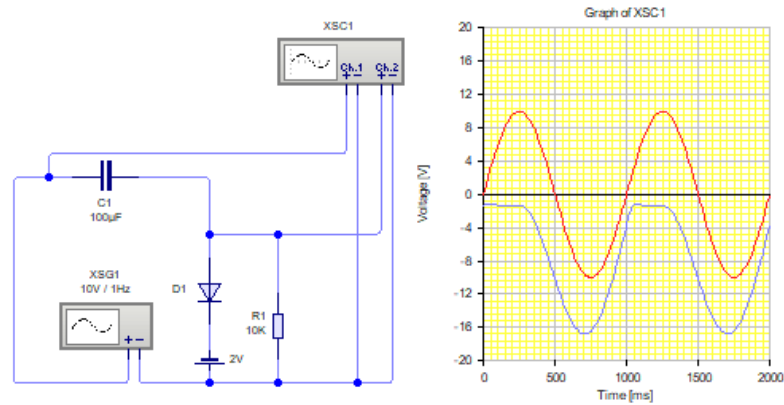 XSC1
Ch.1 Ch.2
+ - + -
C1
100µF
XSG1
10V / 1Hz
+ -
D1
R1
10K
2V
Graph of XSC1
Voltage [V]
20
16
12
8
4
0
-4
-8
-12
-16
-20
0 500 1000 1500 2000
Time [ms]